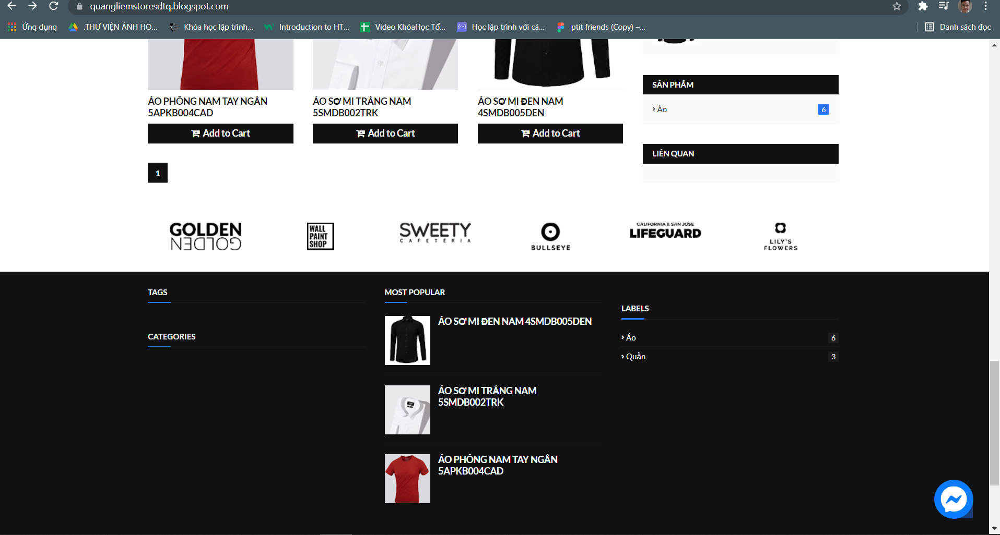 quangliemstoresdtq.blogspot.com
Ứng dụng
.THƯ VIỆN ẢNH HO...
Khóa học lập trình...
Introduction to HT...
Video KhóaHọc Tổ...
Học lập trình với cá...
ptit friends (Copy) –...
Danh sách đọc
ÁO PHÔNG NAM TAY NGẮN
5APKB004CAD
Add to Cart
ÁO SƠ MI TRẮNG NAM
5SMDB002TRK
Add to Cart
ÁO SƠ MI ĐEN NAM
4SMDB005DEN
Add to Cart
1
SẢN PHẨM
Áo
6
LIÊN QUAN
GOLDEN
GOLDEN
WALL
PAINT
SHOP
SWEETY
CAFETERIA
BULLSEYE
CALIFORNIA & SAN JOSE
LIFEGUARD
LILY'S
FLOWERS
TAGS
CATEGORIES
MOST POPULAR
ÁO SƠ MI ĐEN NAM 4SMDB005DEN
ÁO SƠ MI TRẮNG NAM
5SMDB002TRK
ÁO PHÔNG NAM TAY NGẮN
5APKB004CAD
LABELS
Áo
6
Quần
3